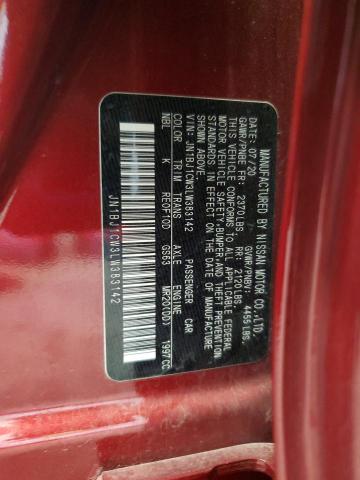 MANUFACTURED BY NISSAN MOTOR CO.,LTD.
DATE: 07/20 GVWR/PNBV: 4455 LBS.
GAWR/PNBE FR: 2370 LBS. RR: 2120 LBS.
THIS VEHICLE CONFORMS TO ALL APPLICABLE FEDERAL
MOTOR VEHICLE SAFETY,BUMPER,AND THEFT PREVENTION
STANDARDS IN EFFECT ON THE DATE OF MANUFACTURE
SHOWN ABOVE.
VIN: JN1BJ1CW3LW383142 PASSENGER CAR
COLOR TRIM TRANS AXLE ENGINE
NBL K RE0F10D GS63 MR20(DD) 1997 CC
JN1BJ1CW3LW383142